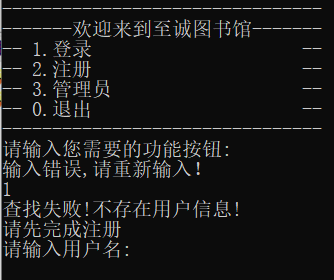 --------------------------------
-------欢迎来到至诚图书馆-------
-- 1.登录                     --
-- 2.注册                     --
-- 3.管理员                   --
-- 0.退出                     --
--------------------------------
请输入您需要的功能按钮:
输入错误,请重新输入!
1
查找失败!不存在用户信息!
请先完成注册
请输入用户名: